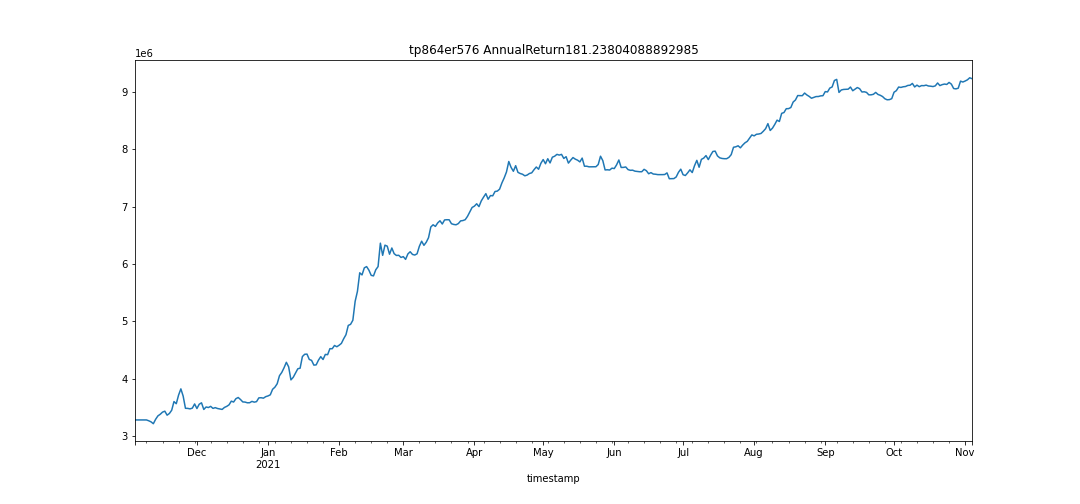 tp864er576 AnnualReturn181.23804088892985
1e6
9
8
7
6
5
4
3
Dec Jan Feb Mar Apr May Jun Jul Aug Sep Oct Nov
2021
timestamp